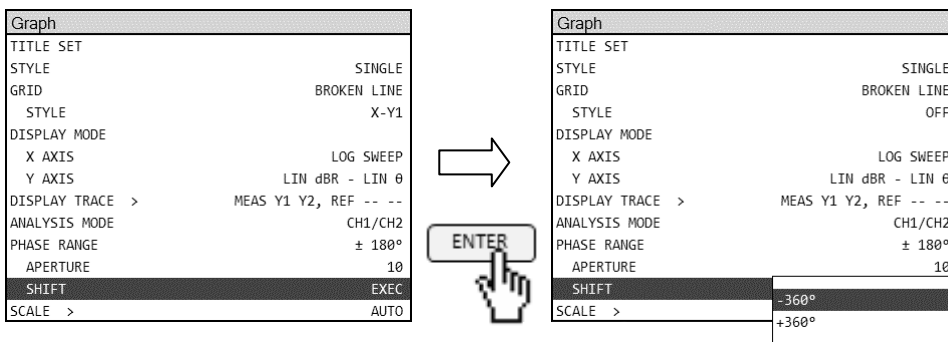 Graph
TITLE SET
STYLE SINGLE
GRID BROKEN LINE
STYLE X-Y1
DISPLAY MODE
X AXIS LOG SWEEP
Y AXIS LIN dBR - LIN θ
DISPLAY TRACE > MEAS Y1 Y2, REF -- --
ANALYSIS MODE CH1/CH2
PHASE RANGE ± 180°
APERTURE 10
SHIFT EXEC
SCALE > AUTO
ENTER
Graph
TITLE SET
STYLE SINGLE
GRID BROKEN LINE
STYLE OFF
DISPLAY MODE
X AXIS LOG SWEEP
Y AXIS LIN dBR - LIN θ
DISPLAY TRACE > MEAS Y1 Y2, REF -- --
ANALYSIS MODE CH1/CH2
PHASE RANGE ± 180°
APERTURE 10
SHIFT
SCALE >
-360°
+360°